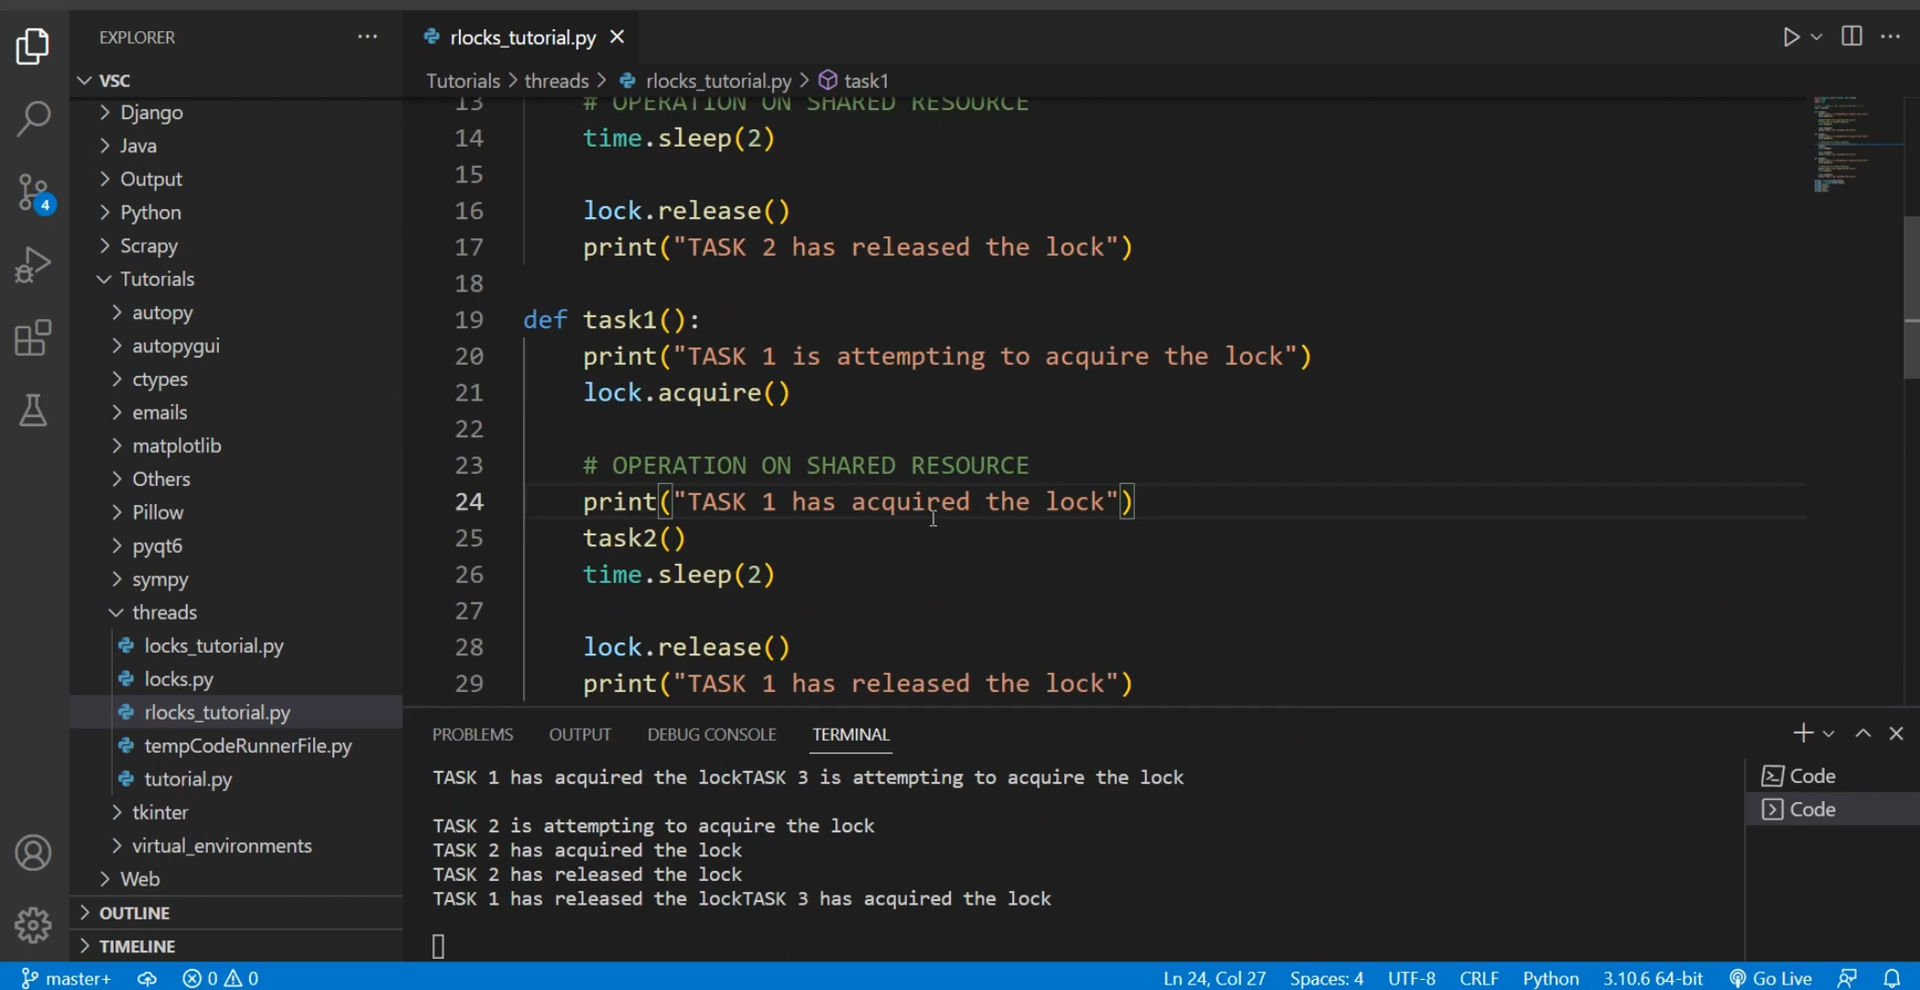 EXPLORER
VSC
Django
Java
Output
Python
Scrapy
Tutorials
autopy
autopygui
ctypes
emails
matplotlib
Others
Pillow
pyqt6
sympy
threads
locks_tutorial.py
locks.py
rlocks_tutorial.py
tempCodeRunnerFile.py
tutorial.py
tkinter
virtual_environments
Web
OUTLINE
TIMELINE
4
rlocks_tutorial.py
Tutorials > threads > rlocks_tutorial.py > task1
13 # OPERATION ON SHARED RESOURCE
14 time.sleep(2)
15
16 lock.release()
17 print("TASK 2 has released the lock")
18
19 def task1():
20 print("TASK 1 is attempting to acquire the lock")
21 lock.acquire()
22
23 # OPERATION ON SHARED RESOURCE
24 print("TASK 1 has acquired the lock")
25 task2()
26 time.sleep(2)
27
28 lock.release()
29 print("TASK 1 has released the lock")
PROBLEMS OUTPUT DEBUG CONSOLE TERMINAL
TASK 1 has acquired the lockTASK 3 is attempting to acquire the lock
TASK 2 is attempting to acquire the lock
TASK 2 has acquired the lock
TASK 2 has released the lock
TASK 1 has released the lockTASK 3 has acquired the lock
Code
Code
master+ 0 0 Ln 24, Col 27 Spaces: 4 UTF-8 CRLF Python 3.10.6 64-bit Go Live